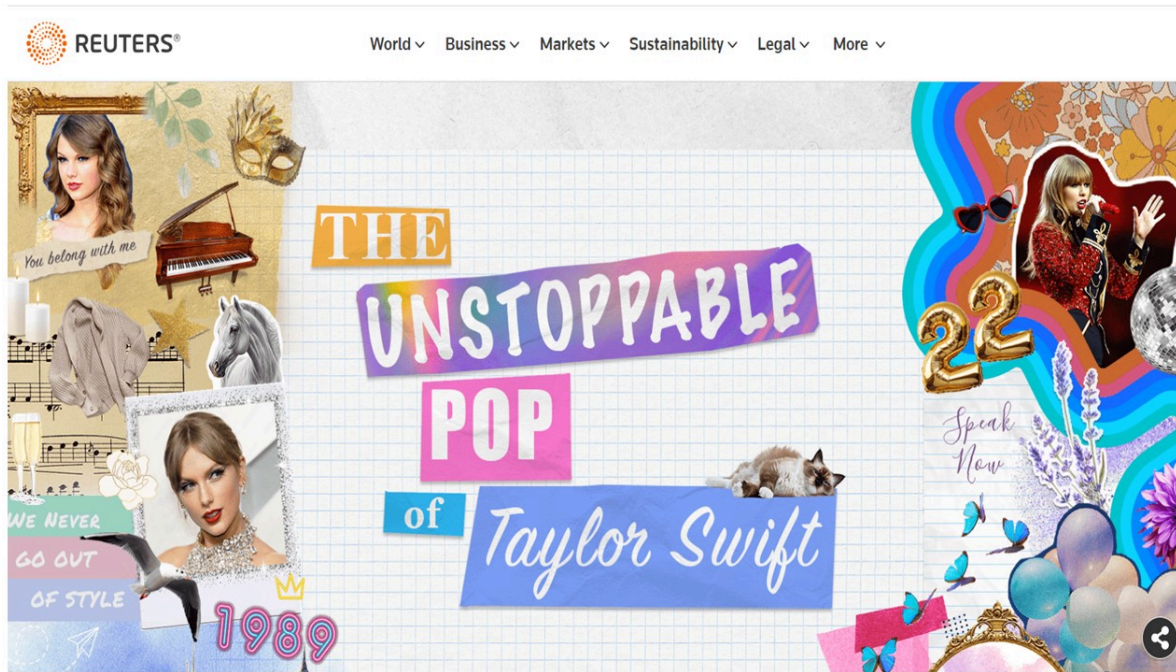 REUTERS®
World Business Markets Sustainability Legal More
You belong with me
THE
UNSTOPPABLE
POP
of Taylor Swift
22
Speak
Now
WE NEVER
GO OUT
OF STYLE
1989